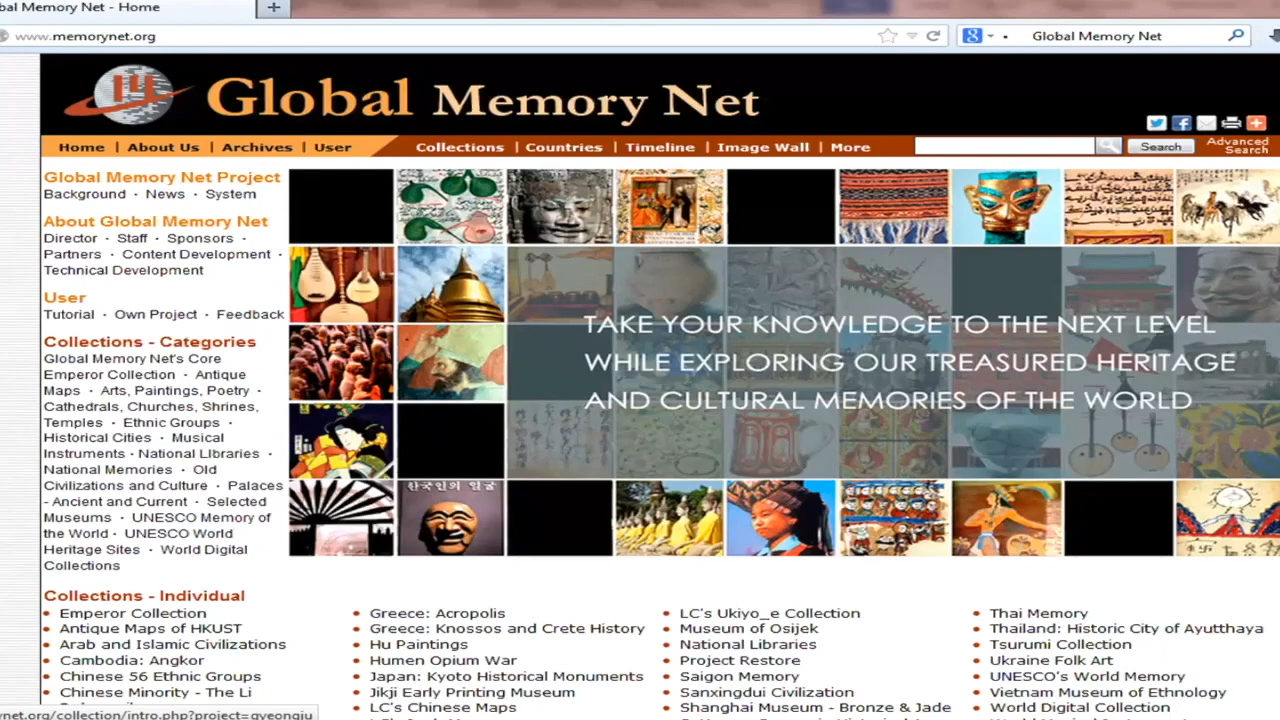 bal Memory Net - Home
www.memorynet.org
Global Memory Net
Global Memory Net
Home | About Us | Archives | User
Collections | Countries | Timeline | Image Wall | More
Search
Advanced
Search
Global Memory Net Project
Background · News · System
About Global Memory Net
Director · Staff · Sponsors ·
Partners · Content Development ·
Technical Development
User
Tutorial · Own Project · Feedback
Collections - Categories
Global Memory Net's Core
Emperor Collection · Antique
Maps · Arts, Paintings, Poetry ·
Cathedrals, Churches, Shrines,
Temples · Ethnic Groups ·
Historical Cities · Musical
Instruments · National LIbraries ·
National Memories · Old
Civilizations and Culture · Palaces
- Ancient and Current · Selected
Museums · UNESCO Memory of
the World · UNESCO World
Heritage Sites · World Digital
Collections
TAKE YOUR KNOWLEDGE TO THE NEXT LEVEL
WHILE EXPLORING OUR TREASURED HERITAGE
AND CULTURAL MEMORIES OF THE WORLD
한국인의 얼굴
Collections - Individual
Emperor Collection
Antique Maps of HKUST
Arab and Islamic Civilizations
Cambodia: Angkor
Chinese 56 Ethnic Groups
Chinese Minority - The Li
Greece: Acropolis
Greece: Knossos and Crete History
Hu Paintings
Humen Opium War
Japan: Kyoto Historical Monuments
Jikji Early Printing Museum
LC's Chinese Maps
LC's Ukiyo_e Collection
Museum of Osijek
National Libraries
Project Restore
Saigon Memory
Sanxingdui Civilization
Shanghai Museum - Bronze & Jade
Thai Memory
Thailand: Historic City of Ayutthaya
Tsurumi Collection
Ukraine Folk Art
UNESCO's World Memory
Vietnam Museum of Ethnology
World Digital Collection
ynet.org/collection/intro.php?project=gyeongju